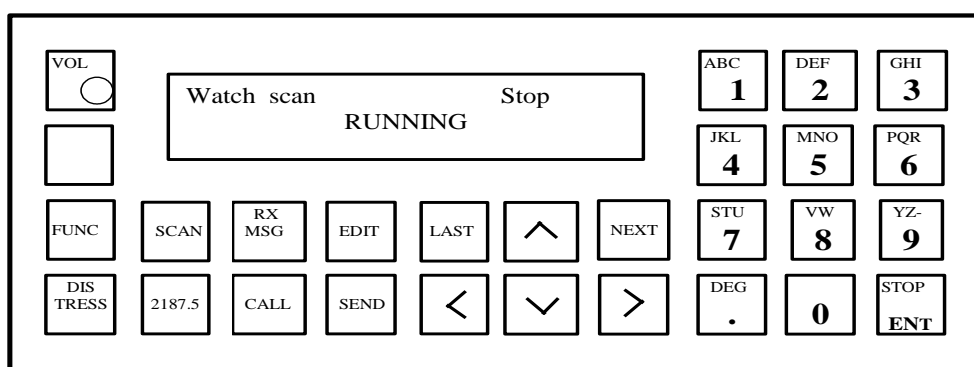 VOL
Watch scan Stop
RUNNING
ABC
1
DEF
2
GHI
3
JKL
4
MNO
5
PQR
6
FUNC
SCAN
RX
MSG
EDIT
LAST
NEXT
STU
7
VW
8
YZ-
9
DIS
TRESS
2187.5
CALL
SEND
DEG
.
0
STOP
ENT